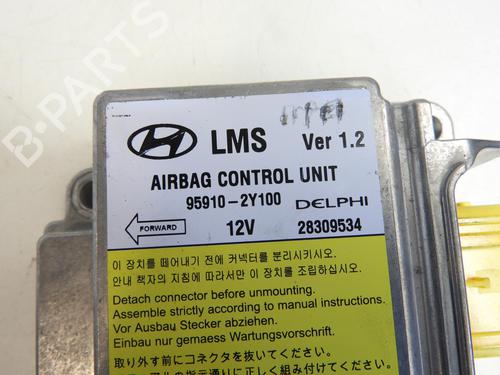 B-PARTS
LMS Ver 1.2
AIRBAG CONTROL UNIT
95910-2Y100 DELPHI
FORWARD 12V 28309534
이 장치를 떼어내기 전에 커넥터를 분리시키시오.
안내 책자의 지침에 따라서만 이 장치를 조립하십시오.
Detach connector before unmounting.
Assemble strictly according to manual instructions.
Vor Ausbau Stecker abziehen.
Einbau nur gemaess Wartungsvorschrift.
取り外す前にコネクタを抜いてください。